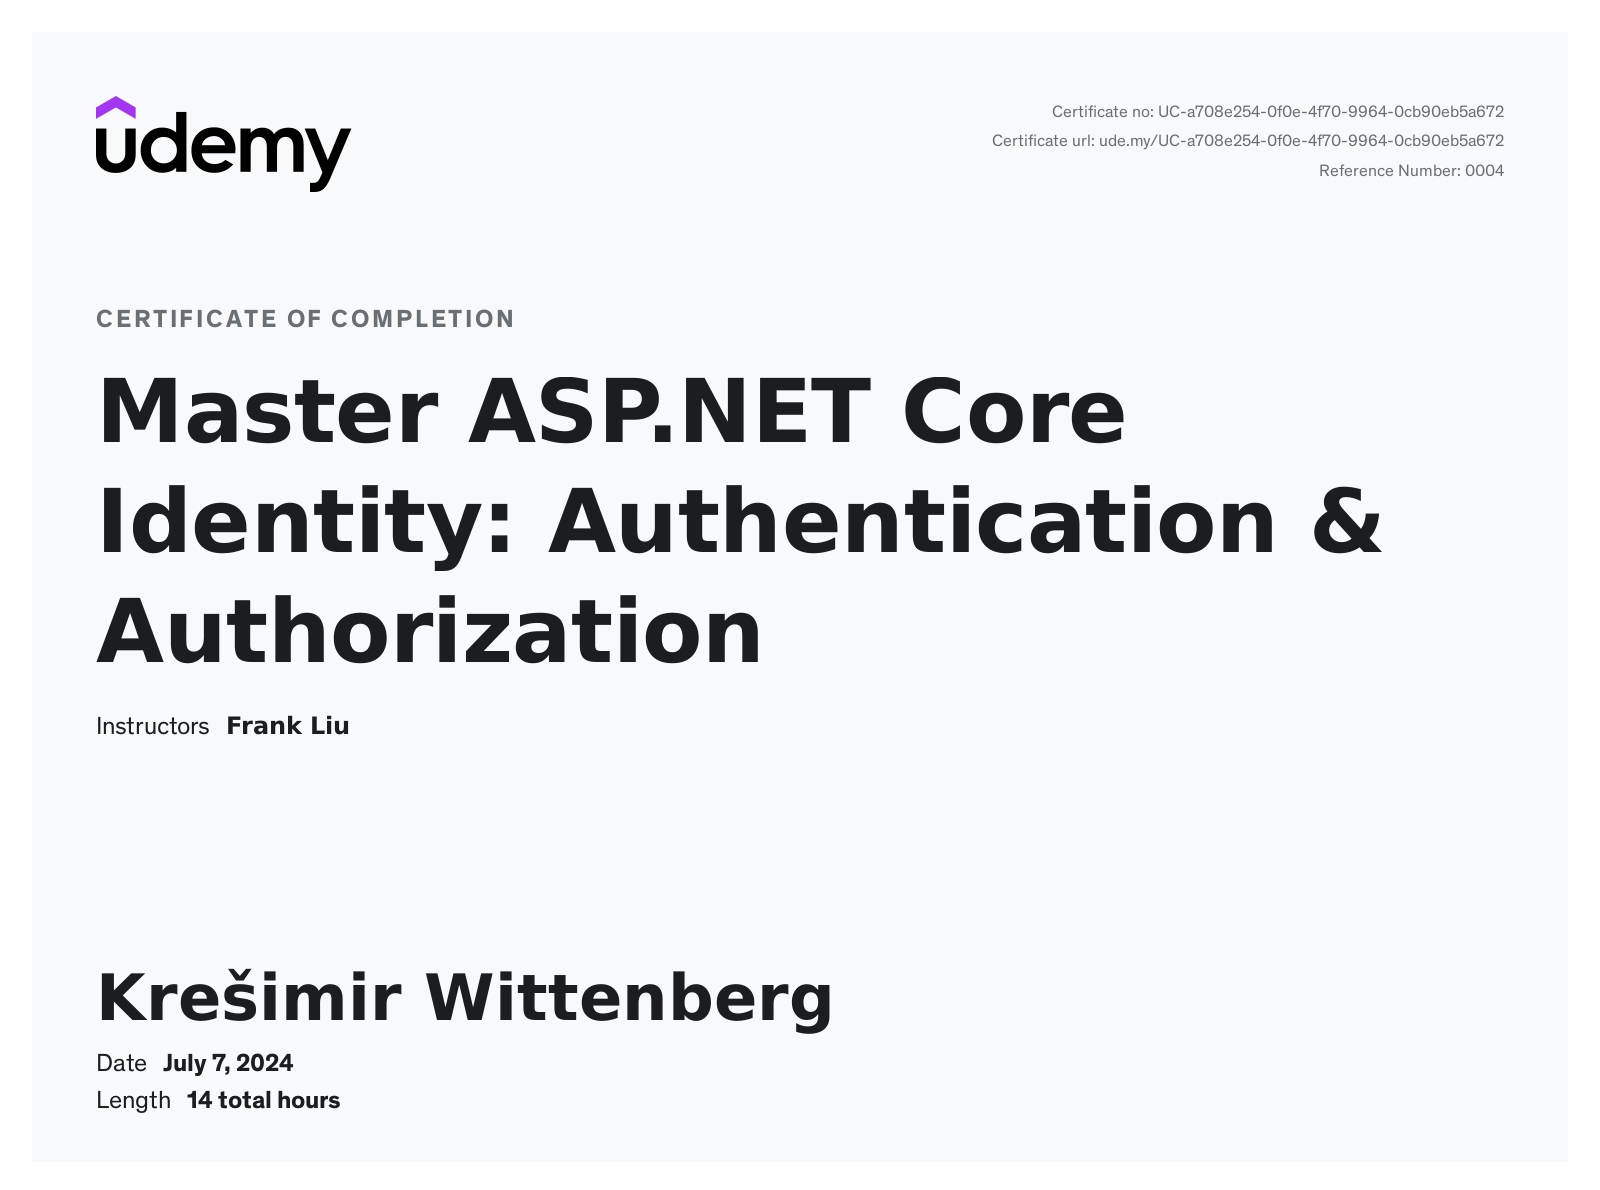 udemy
Certificate no: UC-a708e254-0f0e-4f70-9964-0cb90eb5a672
Certificate url: ude.my/UC-a708e254-0f0e-4f70-9964-0cb90eb5a672
Reference Number: 0004
CERTIFICATE OF COMPLETION
Master ASP.NET Core
Identity: Authentication &
Authorization
Instructors Frank Liu
Krešimir Wittenberg
Date July 7, 2024
Length 14 total hours